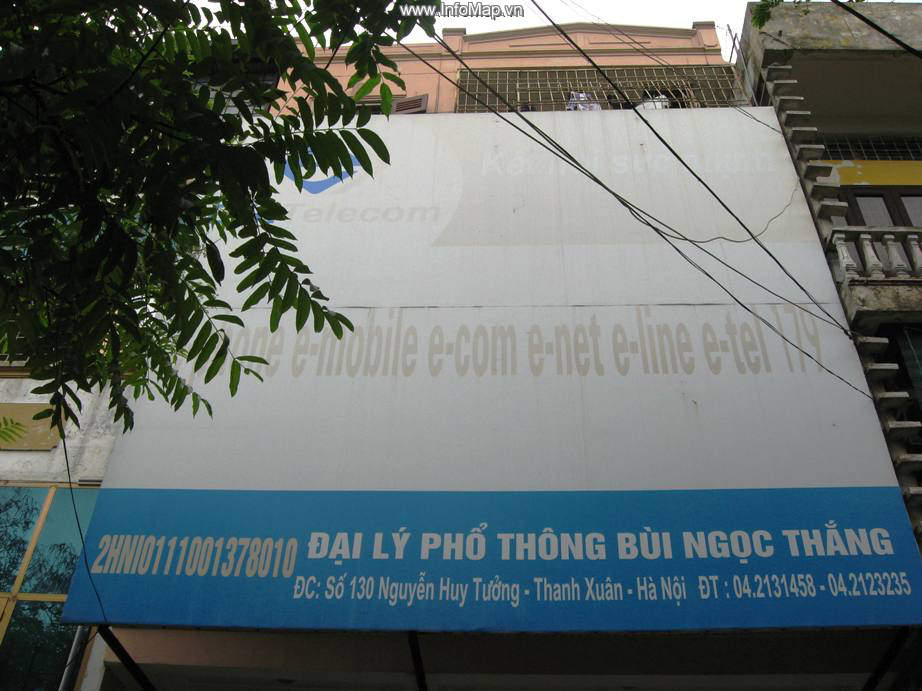 www.InfoMap.vn
Telecom
e-mobile e-com e-net e-line e-tel 179
2HNI0111001378010 ĐẠI LÝ PHỔ THÔNG BÙI NGỌC THẮNG
ĐC: Số 130 Nguyễn Huy Tưởng - Thanh Xuân - Hà Nội ĐT : 04.2131458 - 04.2123235